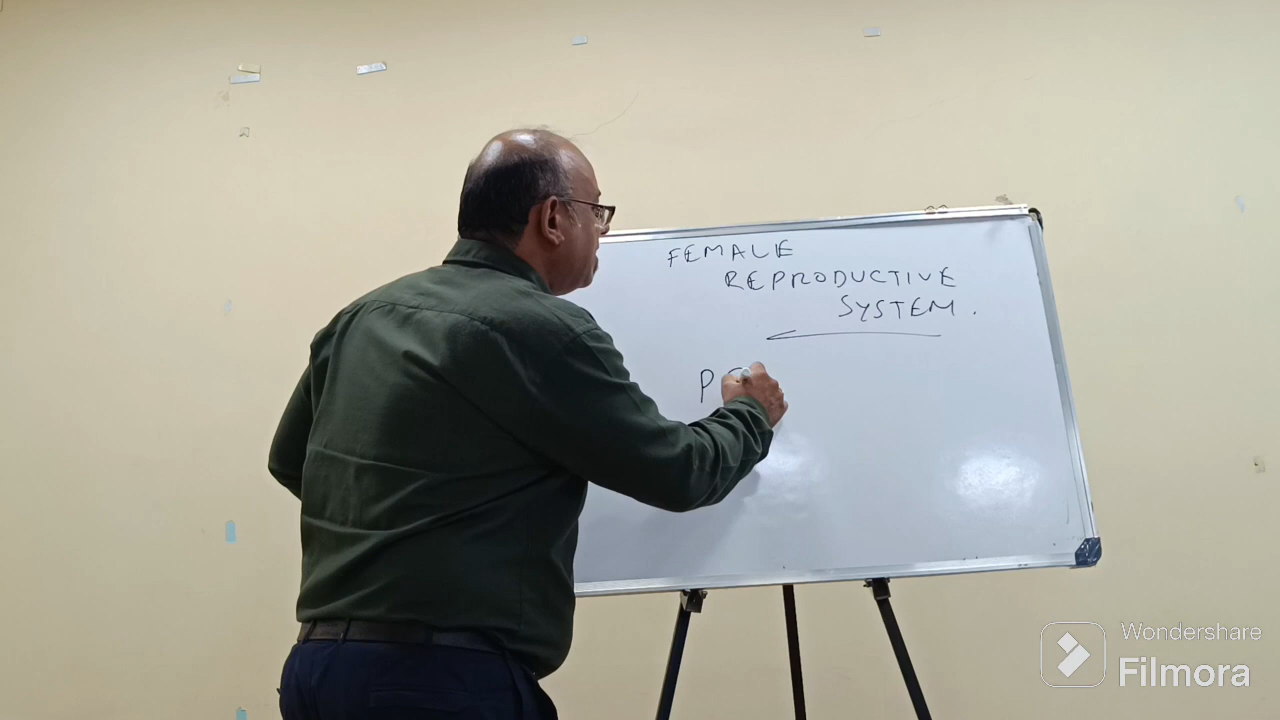 FEMALE
REPRODUCTIVE
SYSTEM.
P
Wondershare
Filmora